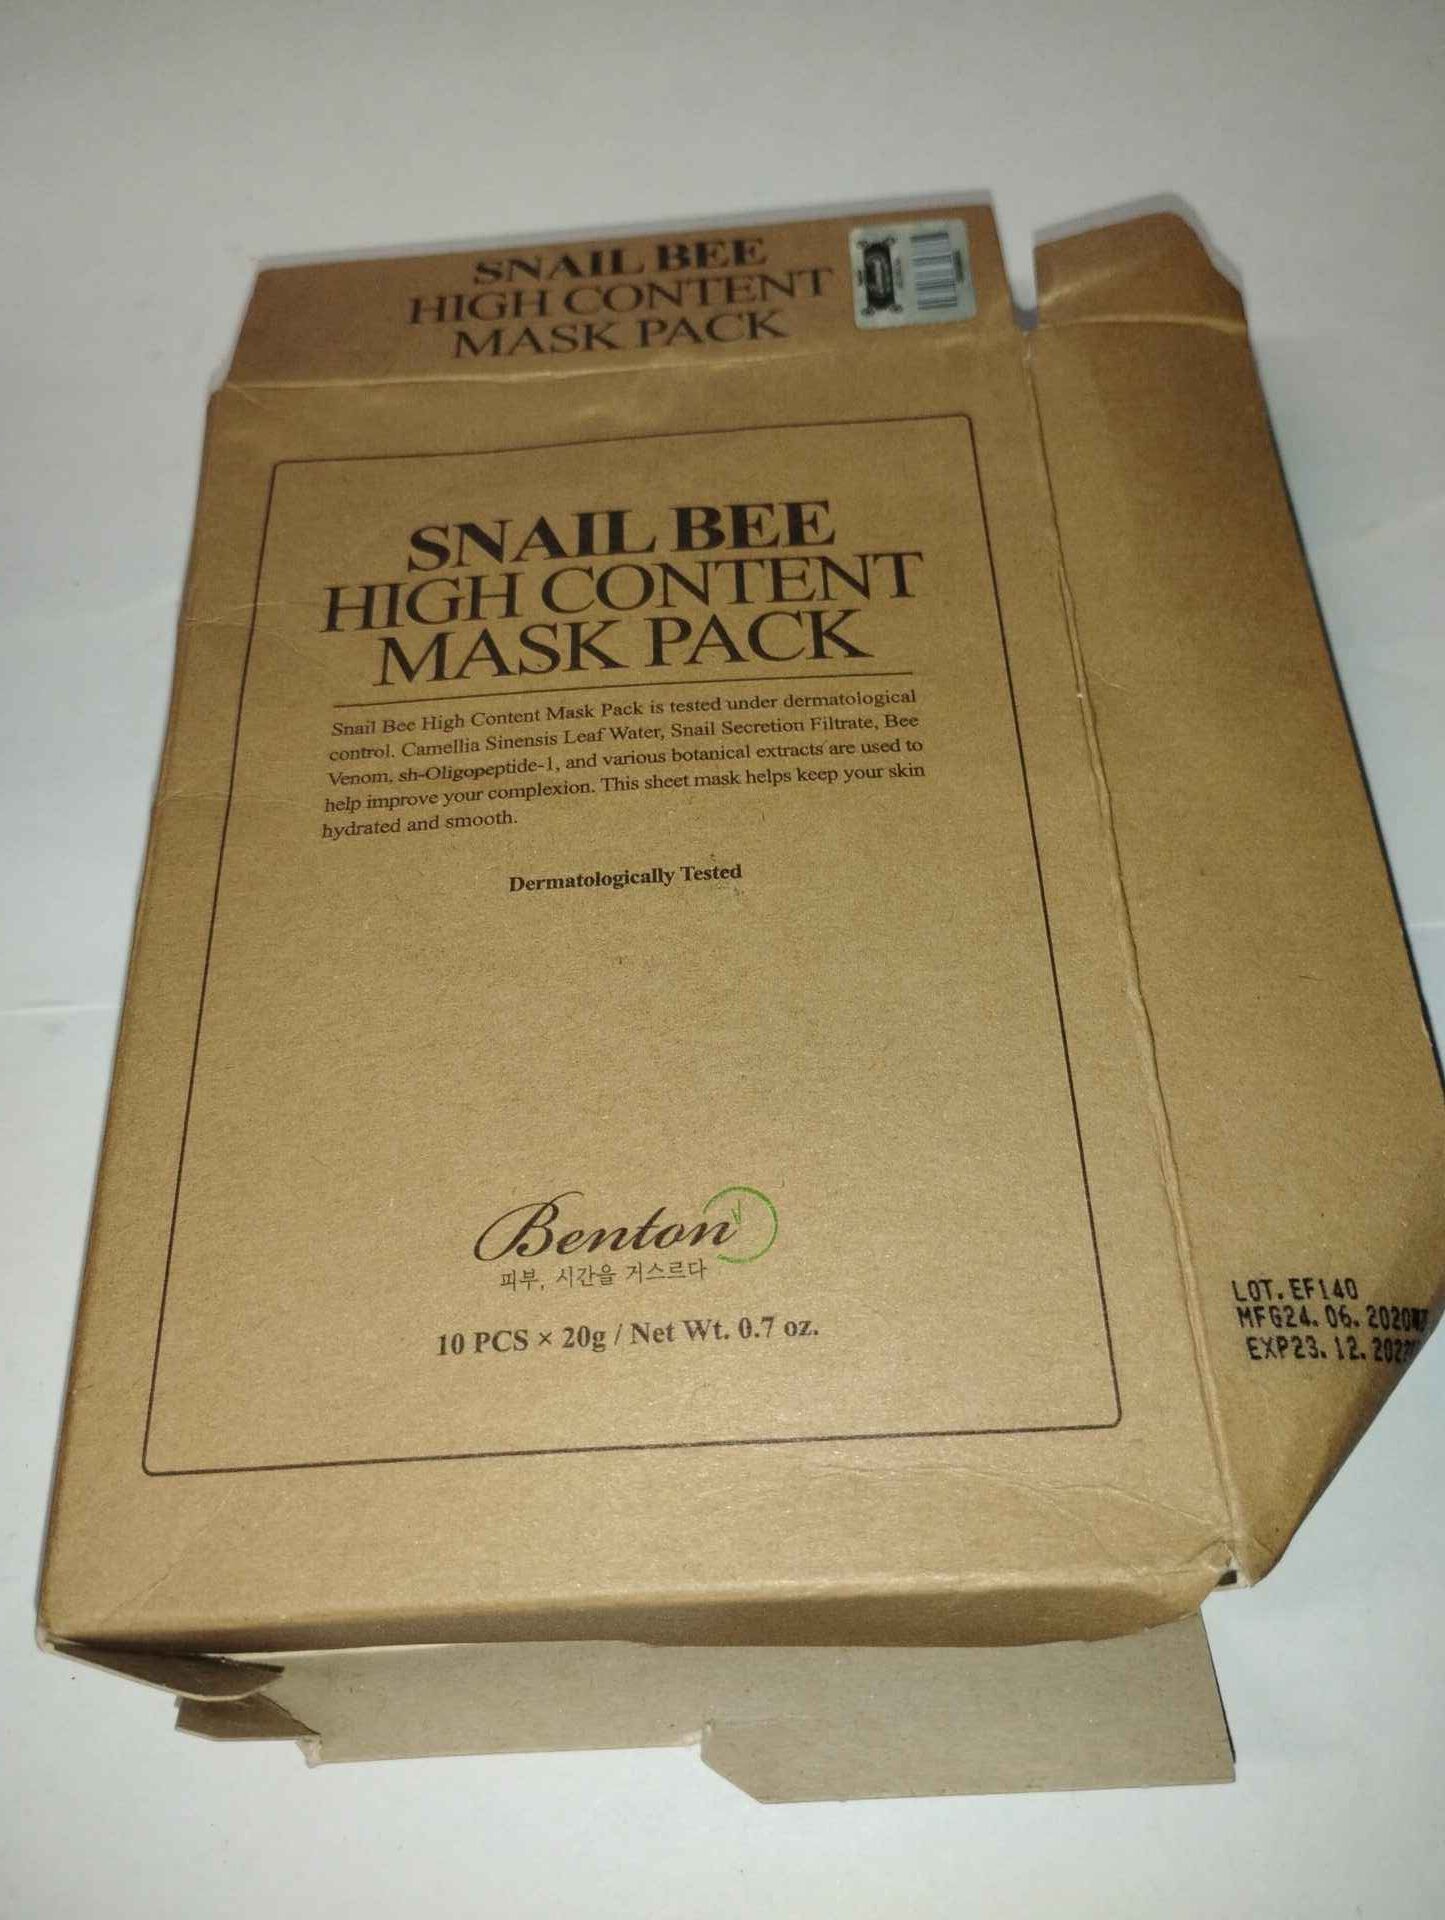 SNAIL BEE
HIGH CONTENT
MASK PACK
SNAIL BEE
HIGH CONTENT
MASK PACK
Snail Bee High Content Mask Pack is tested under dermatological
control. Camellia Sinensis Leaf Water, Snail Secretion Filtrate, Bee
Venom, sh-Oligopeptide-1, and various botanical extracts are used to
help improve your complexion. This sheet mask helps keep your skin
hydrated and smooth.
Dermatologically Tested
Benton
피부, 시간을 거스르다
10 PCS × 20g / Net Wt. 0.7 oz.
LOT. EF140
MFG24. 06. 2020
EXP23. 12.